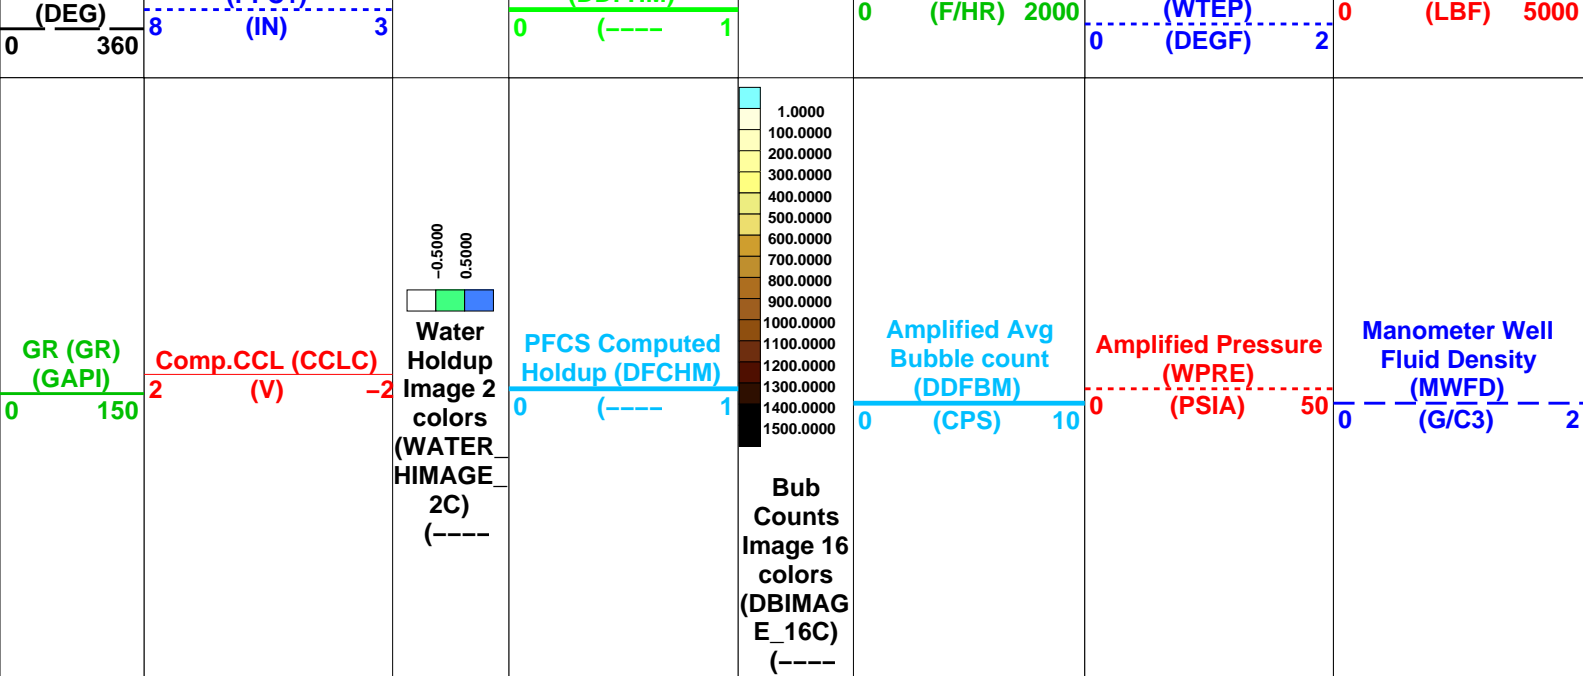 (DEG)
0 360
8 (IN) 3
0 (−−−− 1
0 (F/HR) 2000
(WTEP)
0 (DEGF) 2
0 (LBF) 5000
GR (GR)
(GAPI)
0 150
Comp.CCL (CCLC)
2 (V) −2
−0.5000
0.5000
Water
Holdup
Image 2
colors
(WATER_
HIMAGE_
2C)
(−−−−
PFCS Computed
Holdup (DFCHM)
0 (−−−− 1
1.0000
100.0000
200.0000
300.0000
400.0000
500.0000
600.0000
700.0000
800.0000
900.0000
1000.0000
1100.0000
1200.0000
1300.0000
1400.0000
1500.0000
Bub
Counts
Image 16
colors
(DBIMAG
E_16C)
(−−−−
Amplified Avg
Bubble count
(DDFBM)
0 (CPS) 10
Amplified Pressure
(WPRE)
0 (PSIA) 50
Manometer Well
Fluid Density
(MWFD)
0 (G/C3) 2